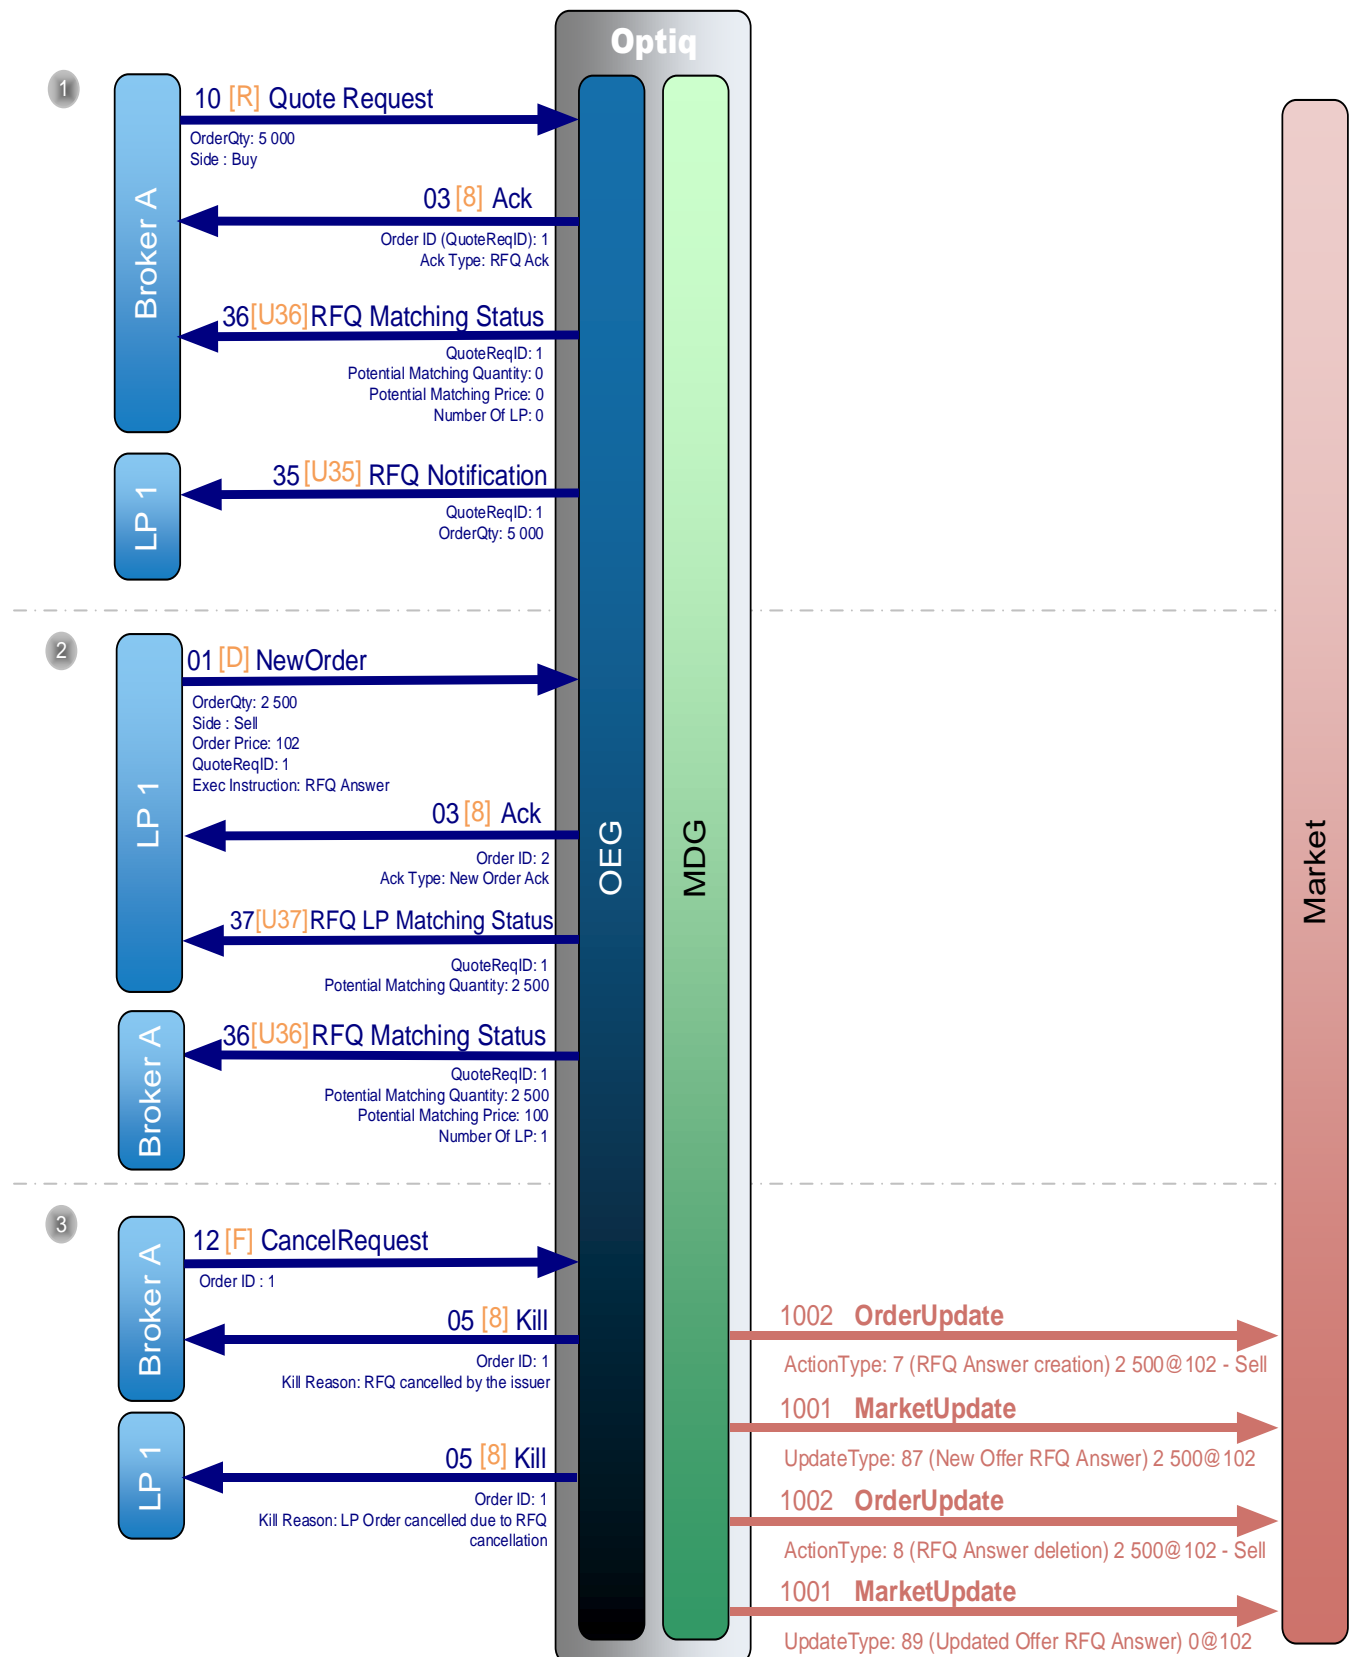 Optiq
1
10 [R] Quote Request
OrderQty: 5 000
Side : Buy
03 [8] Ack
Order ID (QuoteReqID): 1
Ack Type: RFQ Ack
36[U36]RFQ Matching Status
QuoteReqID: 1
Potential Matching Quantity: 0
Potential Matching Price: 0
Number Of LP: 0
Broker A
35 [U35] RFQ Notification
QuoteReqID: 1
OrderQty: 5 000
LP 1
2
01 [D] NewOrder
OrderQty: 2 500
Side : Sell
Order Price: 102
QuoteReqID: 1
Exec Instruction: RFQ Answer
03 [8] Ack
Order ID: 2
Ack Type: New Order Ack
37[U37]RFQ LP Matching Status
QuoteReqID: 1
Potential Matching Quantity: 2 500
LP 1
36[U36]RFQ Matching Status
QuoteReqID: 1
Potential Matching Quantity: 2 500
Potential Matching Price: 100
Number Of LP: 1
Broker A
OEG
MDG
Market
3
12 [F] CancelRequest
Order ID : 1
05 [8] Kill
Order ID: 1
Kill Reason: RFQ cancelled by the issuer
Broker A
05 [8] Kill
Order ID: 1
Kill Reason: LP Order cancelled due to RFQ
cancellation
LP 1
1002 OrderUpdate
ActionType: 7 (RFQ Answer creation) 2 500@102 - Sell
1001 MarketUpdate
UpdateType: 87 (New Offer RFQ Answer) 2 500@102
1002 OrderUpdate
ActionType: 8 (RFQ Answer deletion) 2 500@102 - Sell
1001 MarketUpdate
UpdateType: 89 (Updated Offer RFQ Answer) 0@102